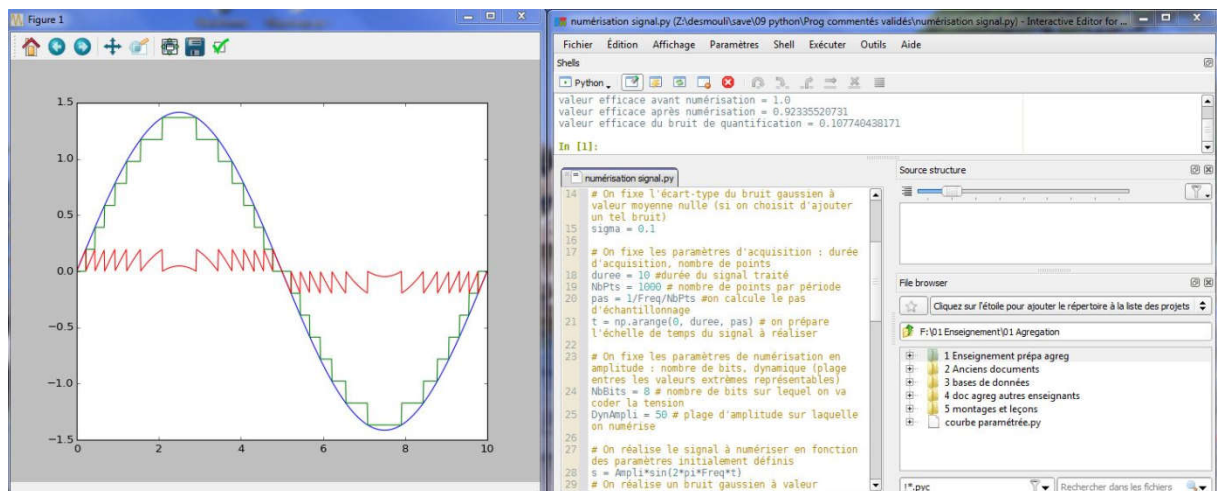 Figure 1
1.5
1.0
0.5
0.0
−0.5
−1.0
−1.5
0
2
4
6
8
10
numérisation signal.py (Z:\desmouli\save\09 python\Prog commentés validés\numérisation signal.py) - Interactive Editor for ...
Fichier Édition Affichage Paramètres Shell Exécuter Outils Aide
Shells
Python
valeur efficace avant numérisation = 1.0
valeur efficace après numérisation = 0.92335520731
valeur efficace du bruit de quantification = 0.107740438171
In [1]:
numérisation signal.py
14 # On fixe l'écart-type du bruit gaussien à
valeur moyenne nulle (si on choisit d'ajouter
un tel bruit)
15 sigma = 0.1
16
17 # On fixe les paramètres d'acquisition : durée
d'acquisition, nombre de points
18 duree = 10 #durée du signal traité
19 NbPts = 1000 # nombre de points par période
20 pas = 1/Freq/NbPts #on calcule le pas
d'échantillonnage
21 t = np.arange(0, duree, pas) # on prépare
l'échelle de temps du signal à réaliser
22
23 # On fixe les paramètres de numérisation en
amplitude : nombre de bits, dynamique (plage
entres les valeurs extrèmes représentables)
24 NbBits = 8 # nombre de bits sur lequel on va
coder la tension
25 DynAmpli = 50 # plage d'amplitude sur laquelle
on numérise
26
27 # On réalise le signal à numériser en fonction
des paramètres initialement définis
28 s = Ampli*sin(2*pi*Freq*t)
29 # On réalise un bruit gaussien à valeur
Source structure
File browser
Cliquez sur l'étoile pour ajouter le répertoire à la liste des projets
F:\01 Enseignement\01 Agregation
1 Enseignement prépa agreg
2 Anciens documents
3 bases de données
4 doc agreg autres enseignants
5 montages et leçons
courbe paramétrée.py
!*.pyc
Rechercher dans les fichiers